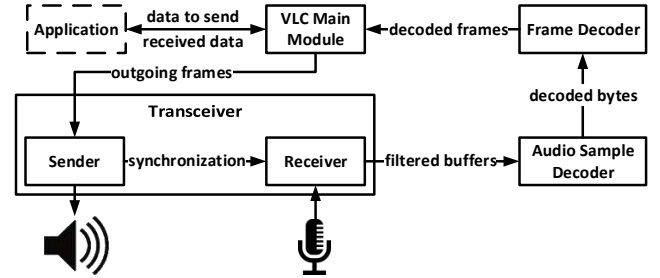 Application
data to send
received data
VLC Main
Module
decoded frames
Frame Decoder
outgoing frames
decoded bytes
Transceiver
Sender
synchronization
Receiver
filtered buffers
Audio Sample
Decoder